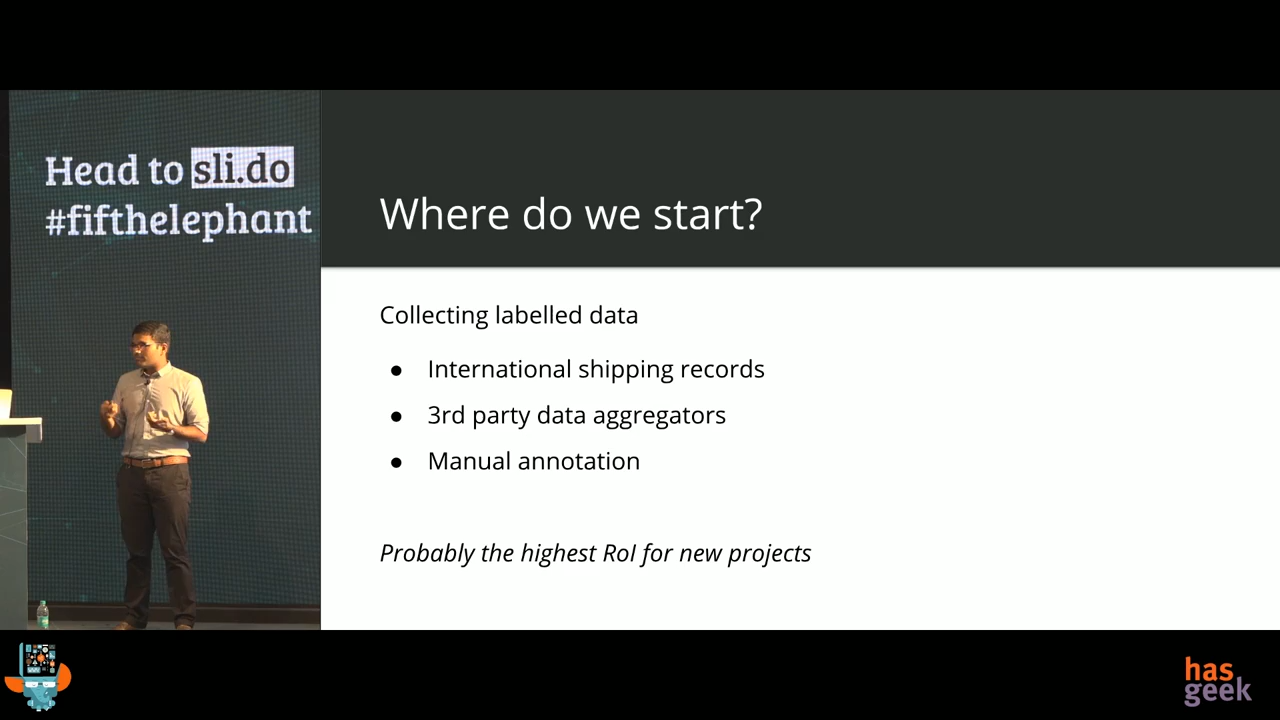 Head to sli.do
#fifthelephant
Where do we start?
Collecting labelled data
● International shipping records
● 3rd party data aggregators
● Manual annotation
Probably the highest RoI for new projects
has
geek